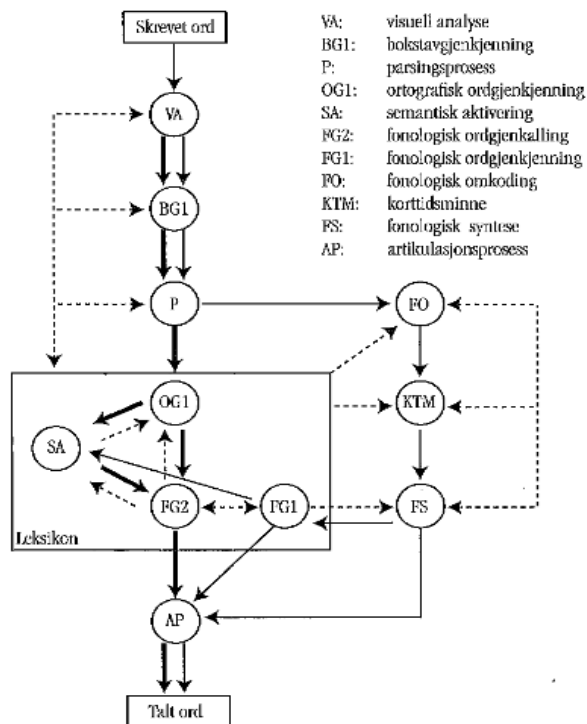 Skrevet ord
VA: visuell analyse
BG1: bokstavgjenkjenning
P: parsingsprosess
OG1: ortografisk ordgjenkjenning
SA: semantisk aktivering
FG2: fonologisk ordgjenkalling
FG1: fonologisk ordgjenkjenning
FO: fonologisk omkoding
KTM: korttidsminne
FS: fonologisk syntese
AP: artikulasjonsprosess
VA
BG1
P
FO
OG1
KTM
SA
FG2
FG1
FS
Leksikon
AP
Talt ord